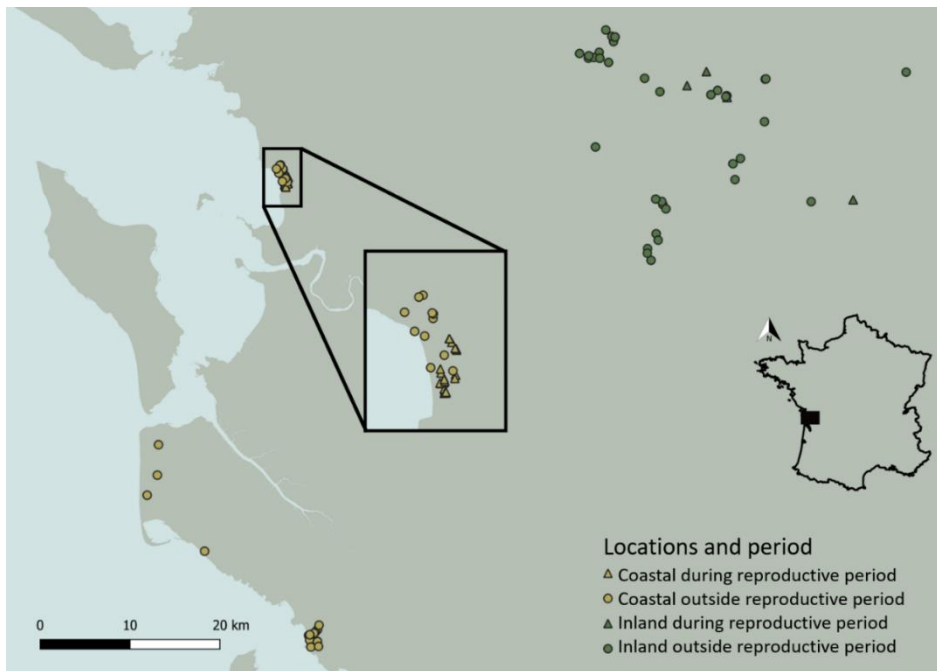 N
Locations and period
Coastal during reproductive period
Coastal outside reproductive period
Inland during reproductive period
Inland outside reproductive period
0 10 20 km